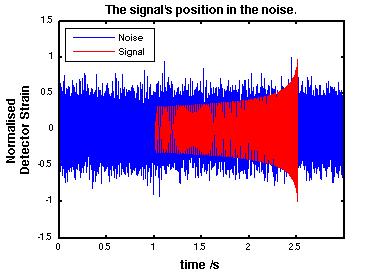 The signal's position in the noise.
Noise
Signal
Normalised
Detector Strain
1.5
1
0.5
0
-0.5
-1
-1.5
0 0.5 1 1.5 2 2.5
time /s